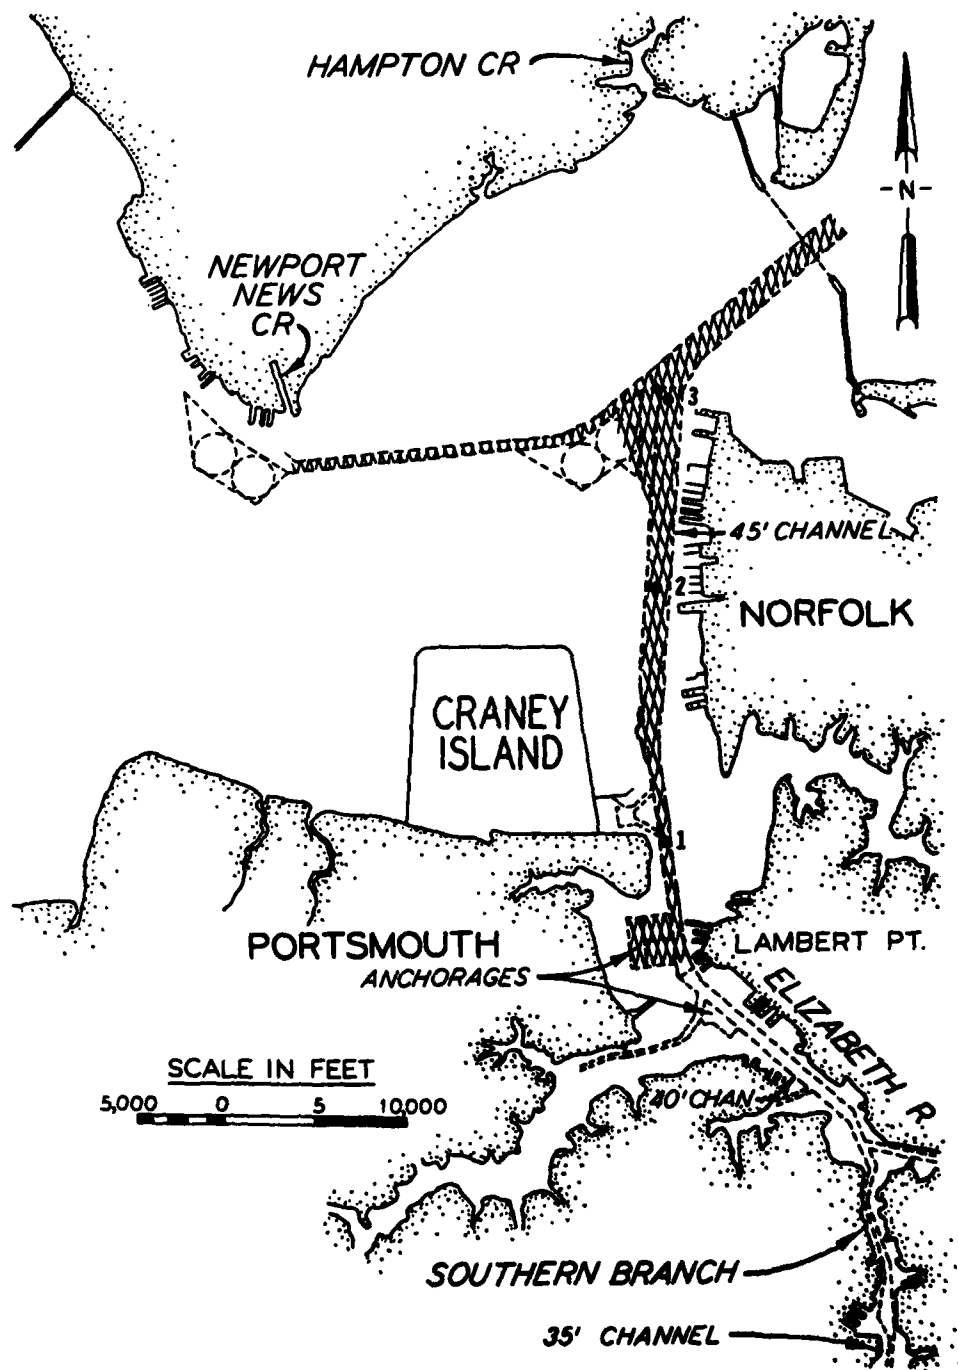 HAMPTON CR
-N-
NEWPORT
NEWS
CR
3
45' CHANNEL
2
NORFOLK
CRANEY
ISLAND
1
PORTSMOUTH
LAMBERT PT.
ANCHORAGES
ELIZABETH R
SCALE IN FEET
5,000 0 5 10,000
40' CHAN
SOUTHERN BRANCH
35' CHANNEL